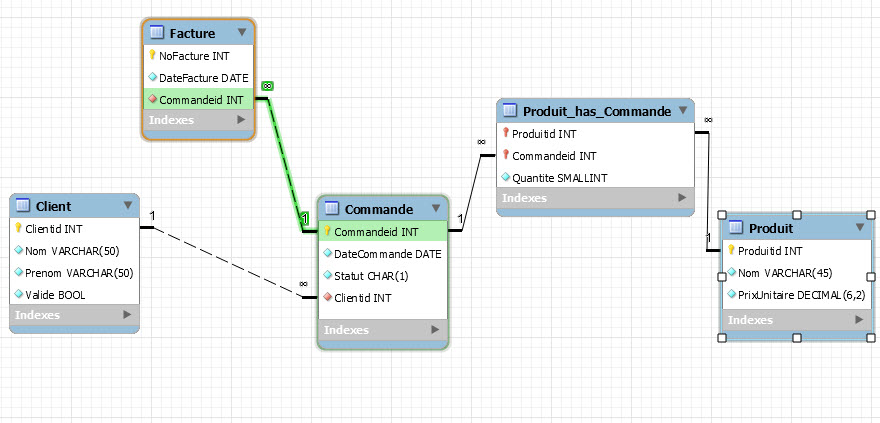 Facture
NoFacture INT
DateFacture DATE
Commandeid INT
Indexes
∞
1
Client
Clientid INT
Nom VARCHAR(50)
Prenom VARCHAR(50)
Valide BOOL
Indexes
1
∞
Commande
Commandeid INT
DateCommande DATE
Statut CHAR(1)
Clientid INT
Indexes
1
∞
Produit_has_Commande
Produitid INT
Commandeid INT
Quantite SMALLINT
Indexes
∞
1
Produit
Produitid INT
Nom VARCHAR(45)
PrixUnitaire DECIMAL(6,2)
Indexes